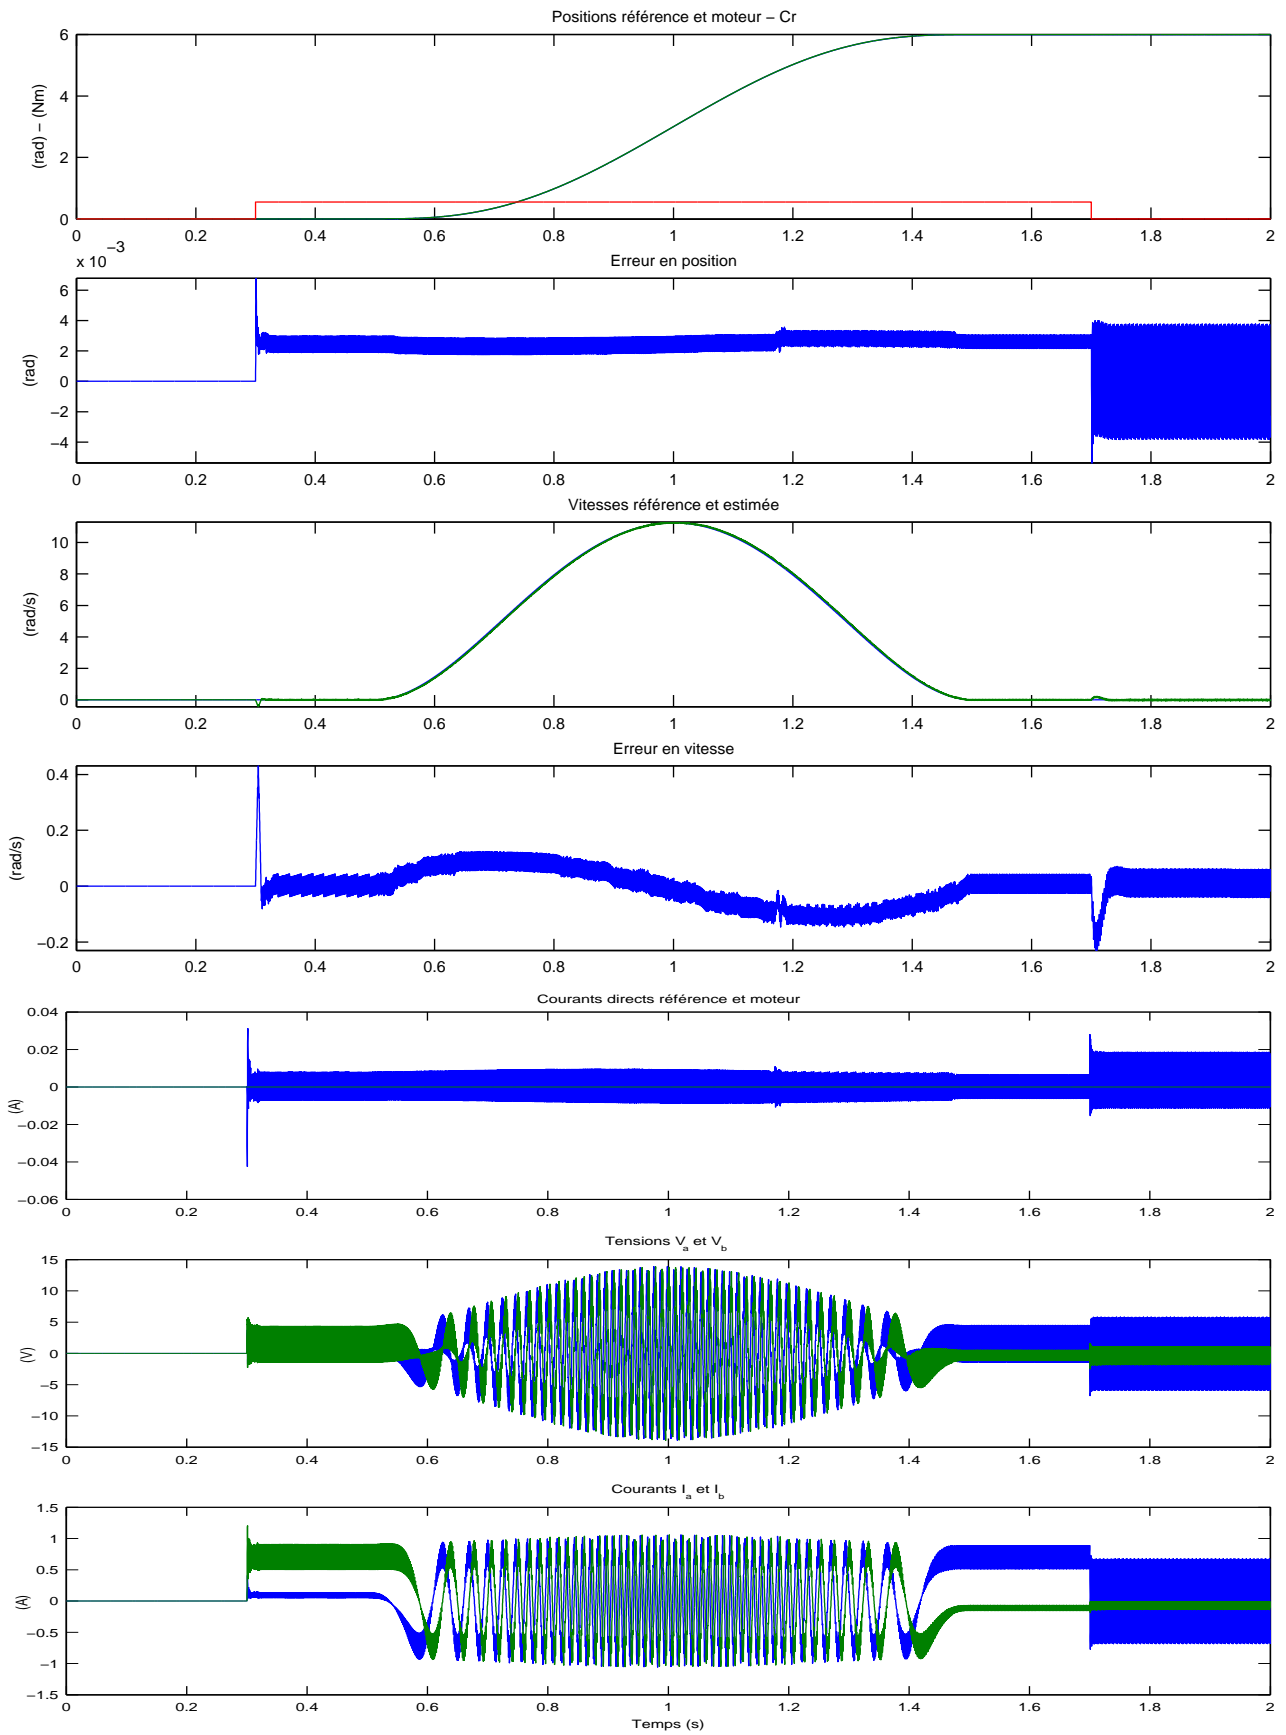 Positions référence et moteur − Cr
6
4
2
0
(rad) − (Nm)
0 0.2 0.4 0.6 0.8 1 1.2 1.4 1.6 1.8 2
x 10−3
Erreur en position
6
4
2
0
−2
−4
(rad)
0 0.2 0.4 0.6 0.8 1 1.2 1.4 1.6 1.8 2
Vitesses référence et estimée
10
8
6
4
2
0
(rad/s)
0 0.2 0.4 0.6 0.8 1 1.2 1.4 1.6 1.8 2
Erreur en vitesse
0.4
0.2
0
−0.2
(rad/s)
0 0.2 0.4 0.6 0.8 1 1.2 1.4 1.6 1.8 2
Courants directs référence et moteur
0.04
0.02
0
−0.02
−0.04
−0.06
(A)
0 0.2 0.4 0.6 0.8 1 1.2 1.4 1.6 1.8 2
Tensions Va et Vb
15
10
5
0
−5
−10
−15
(V)
0 0.2 0.4 0.6 0.8 1 1.2 1.4 1.6 1.8 2
Courants Ia et Ib
1.5
1
0.5
0
−0.5
−1
−1.5
(A)
0 0.2 0.4 0.6 0.8 1 1.2 1.4 1.6 1.8 2
Temps (s)